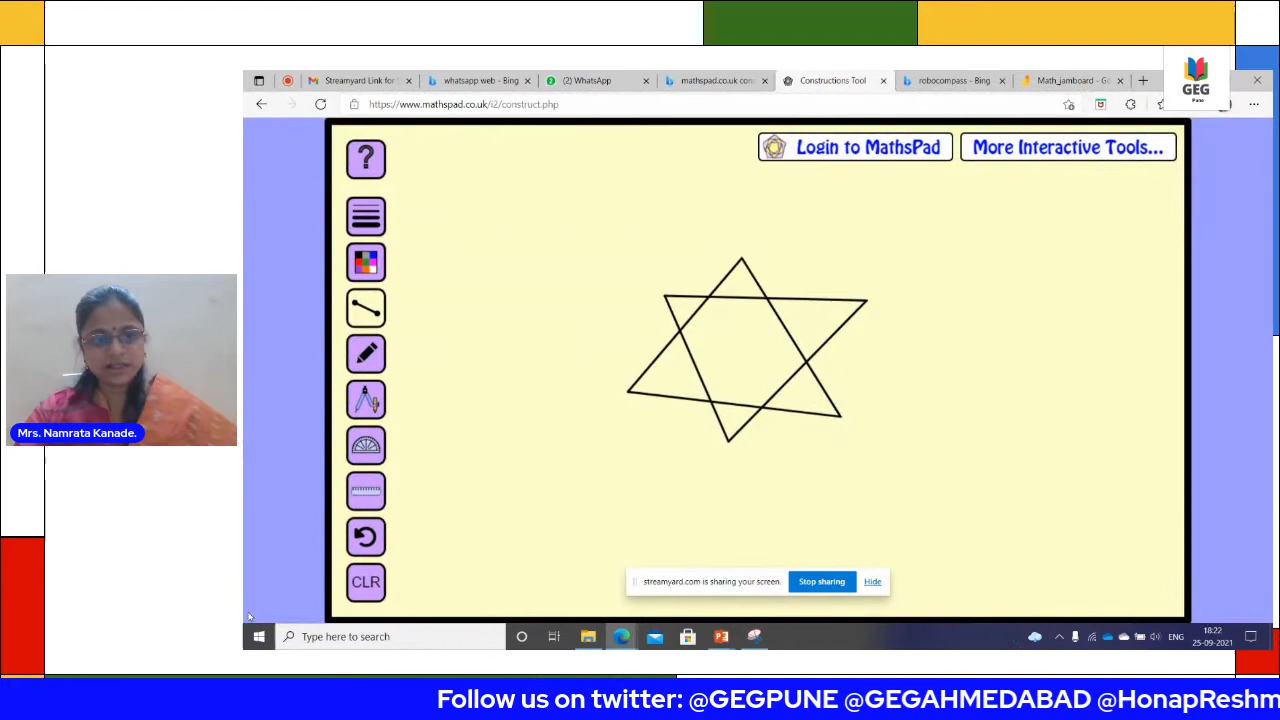 GEG
Pune
Streamyard Link for
whatsapp web - Bing
(2) WhatsApp
mathspad.co.uk con
Constructions Tool
robocompass - Bing
Math_jamboard - Go
https://www.mathspad.co.uk/i2/construct.php
?
Login to MathsPad
More Interactive Tools...
CLR
Mrs. Namrata Kanade.
streamyard.com is sharing your screen.
Stop sharing
Hide
Type here to search
ENG
18:22
25-09-2021
Follow us on twitter: @GEGPUNE @GEGAHMEDABAD @HonapReshm